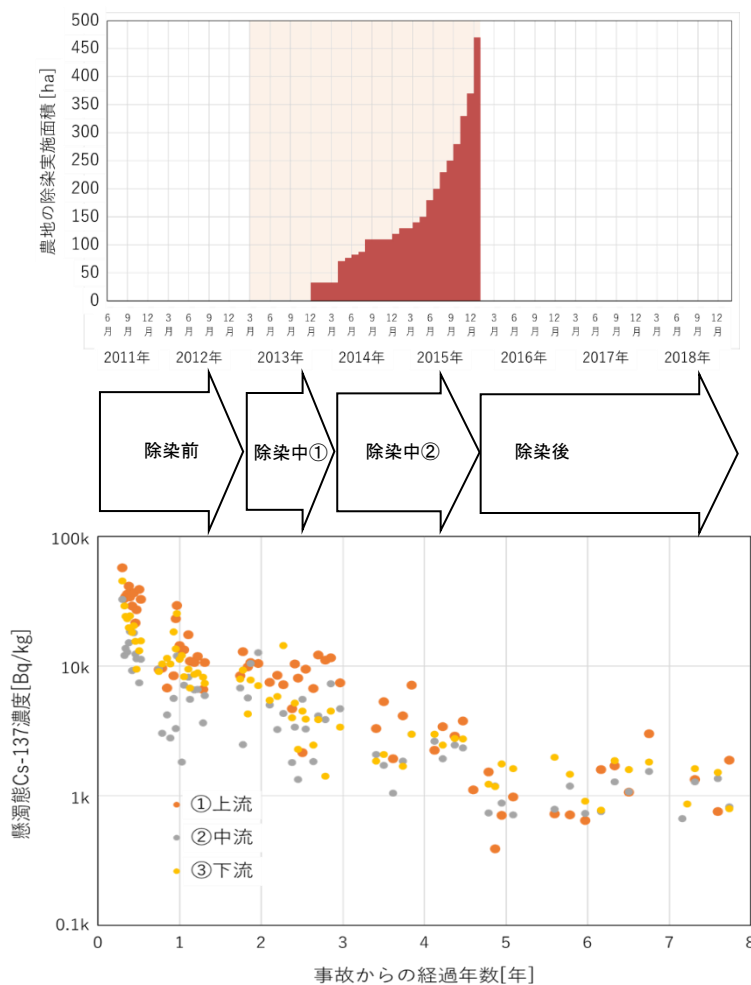 農地の除染実施面積 [ha]
500
450
400
350
300
250
200
150
100
50
0
6月 9月 12月 3月 6月 9月 12月 3月 6月 9月 12月 3月 6月 9月 12月 3月 6月 9月 12月 3月 6月 9月 12月 3月 6月 9月 12月 3月 6月 9月 12月
2011年 2012年 2013年 2014年 2015年 2016年 2017年 2018年
除染前 除染中① 除染中② 除染後
懸濁態Cs-137濃度[Bq/kg]
100k
10k
1k
0.1k
①上流
②中流
③下流
0 1 2 3 4 5 6 7 8
事故からの経過年数[年]